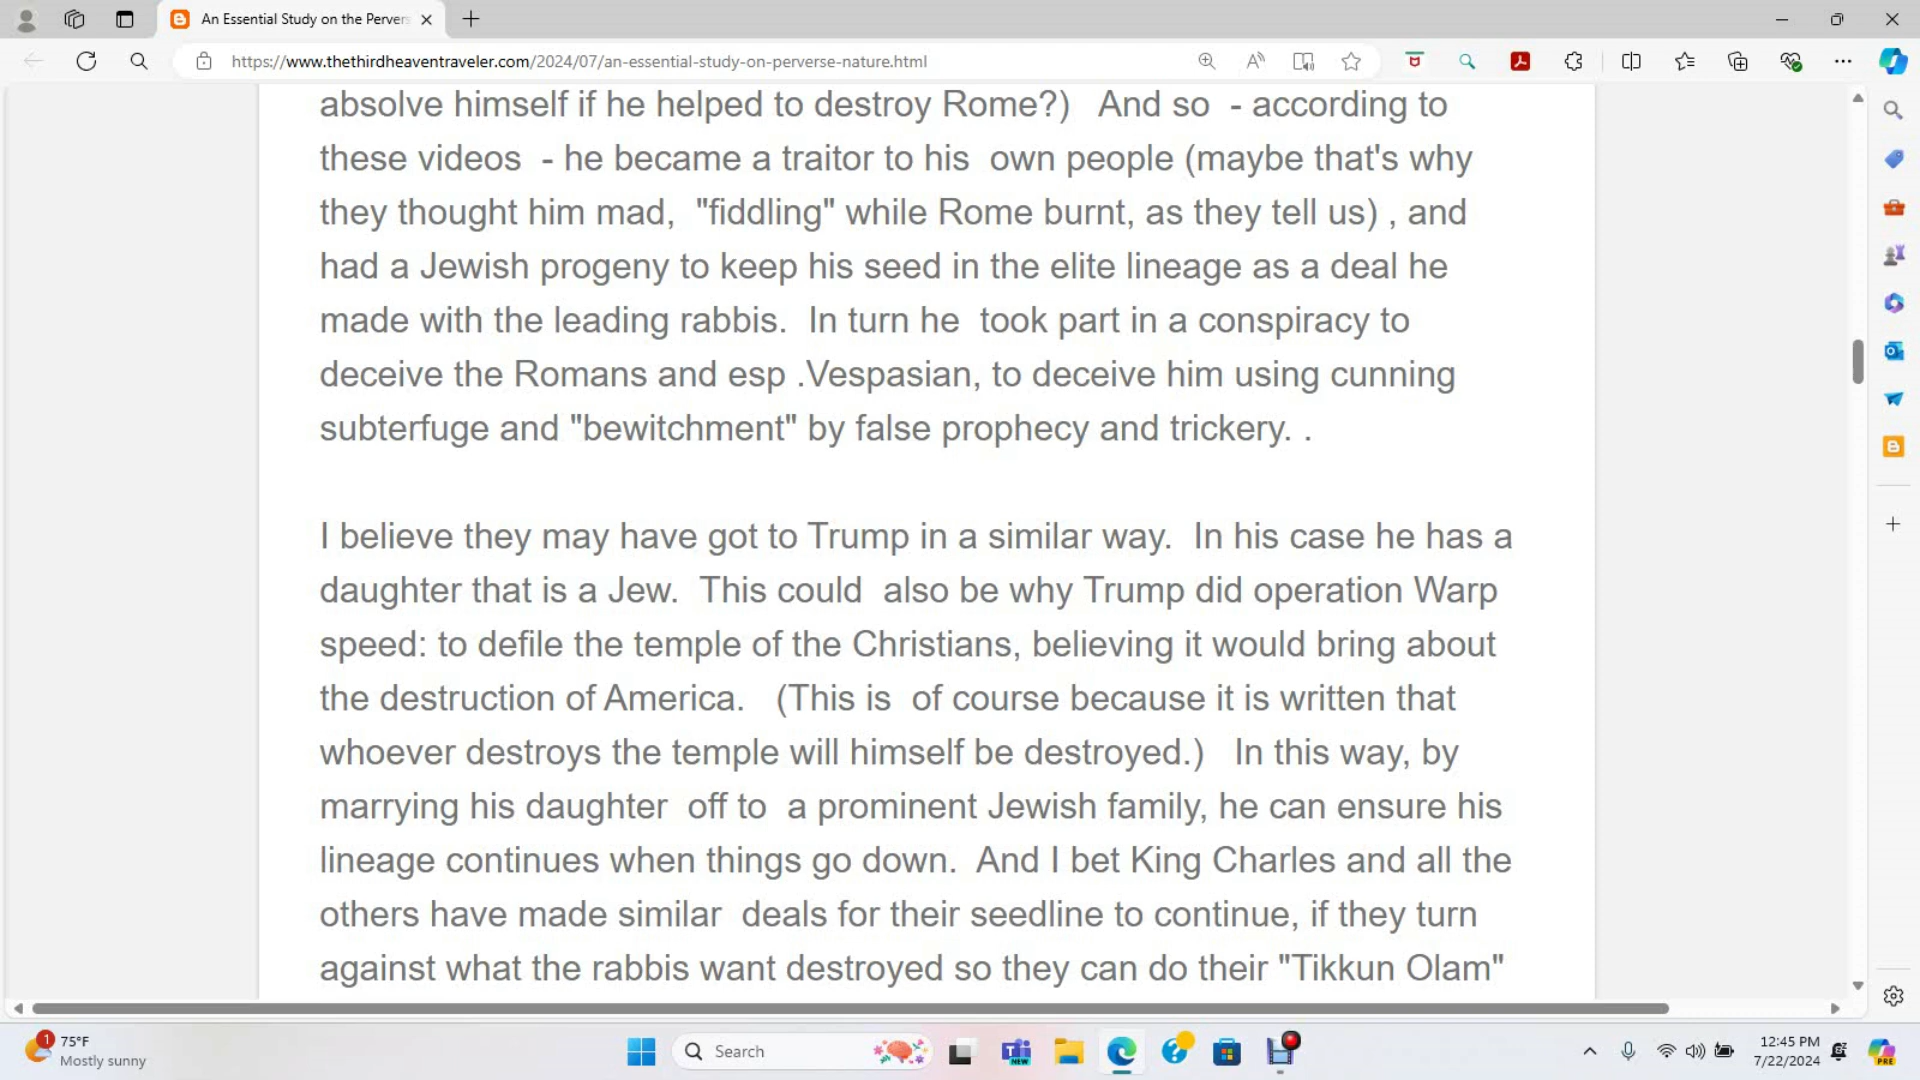 An Essential Study on the Pervers
https://www.thethirdheaventraveler.com/2024/07/an-essential-study-on-perverse-nature.html
absolve himself if he helped to destroy Rome?)   And so  - according to
these videos  - he became a traitor to his  own people (maybe that's why
they thought him mad,  "fiddling" while Rome burnt, as they tell us) , and
had a Jewish progeny to keep his seed in the elite lineage as a deal he
made with the leading rabbis.  In turn he  took part in a conspiracy to
deceive the Romans and esp .Vespasian, to deceive him using cunning
subterfuge and "bewitchment" by false prophecy and trickery. .
I believe they may have got to Trump in a similar way.  In his case he has a
daughter that is a Jew.  This could  also be why Trump did operation Warp
speed: to defile the temple of the Christians, believing it would bring about
the destruction of America.   (This is  of course because it is written that
whoever destroys the temple will himself be destroyed.)   In this way, by
marrying his daughter  off to  a prominent Jewish family, he can ensure his
lineage continues when things go down.  And I bet King Charles and all the
others have made similar  deals for their seedline to continue, if they turn
against what the rabbis want destroyed so they can do their "Tikkun Olam"
1
75°F
Mostly sunny
Search
NEW
12:45 PM
7/22/2024
PRE